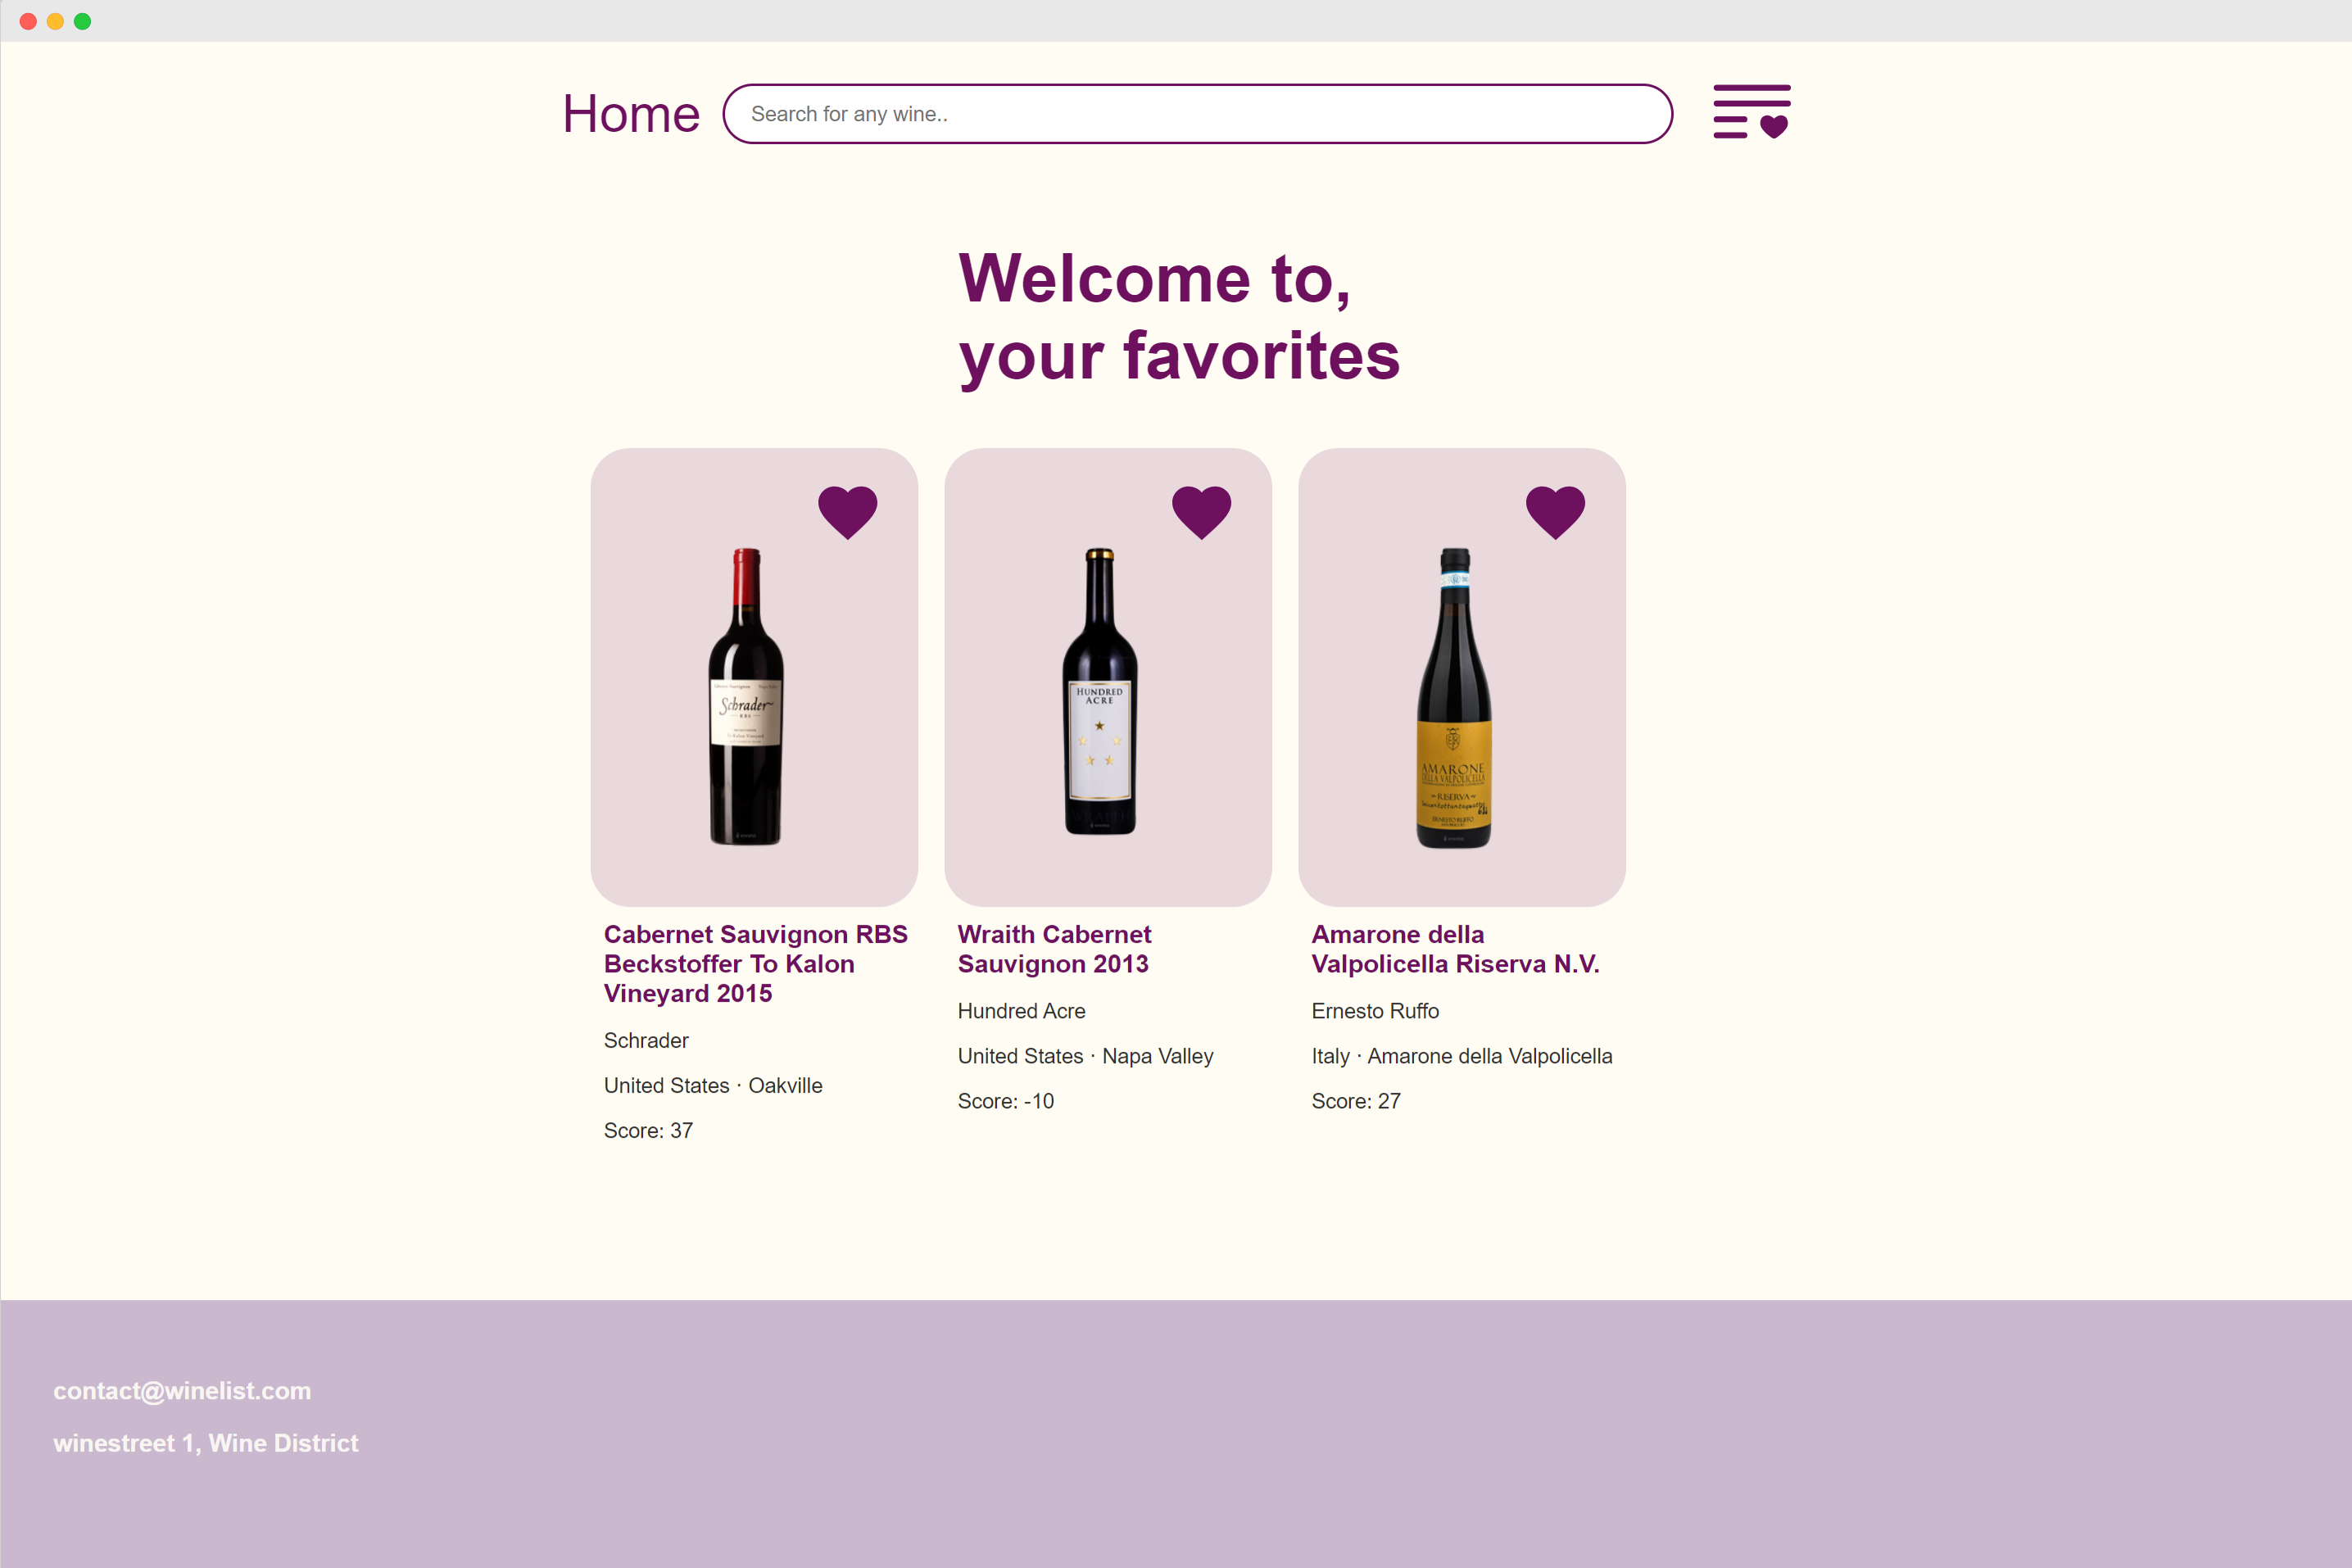 Home
Search for any wine..
Welcome to,
your favorites
Schrader
RBS
HUNDRED
ACRE
AMARONE
DELLA VALPOLICELLA
RISERVA
ERNESTO RUFFO
Cabernet Sauvignon RBS
Beckstoffer To Kalon
Vineyard 2015
Schrader
United States · Oakville
Score: 37
Wraith Cabernet
Sauvignon 2013
Hundred Acre
United States · Napa Valley
Score: -10
Amarone della
Valpolicella Riserva N.V.
Ernesto Ruffo
Italy · Amarone della Valpolicella
Score: 27
contact@winelist.com
winestreet 1, Wine District